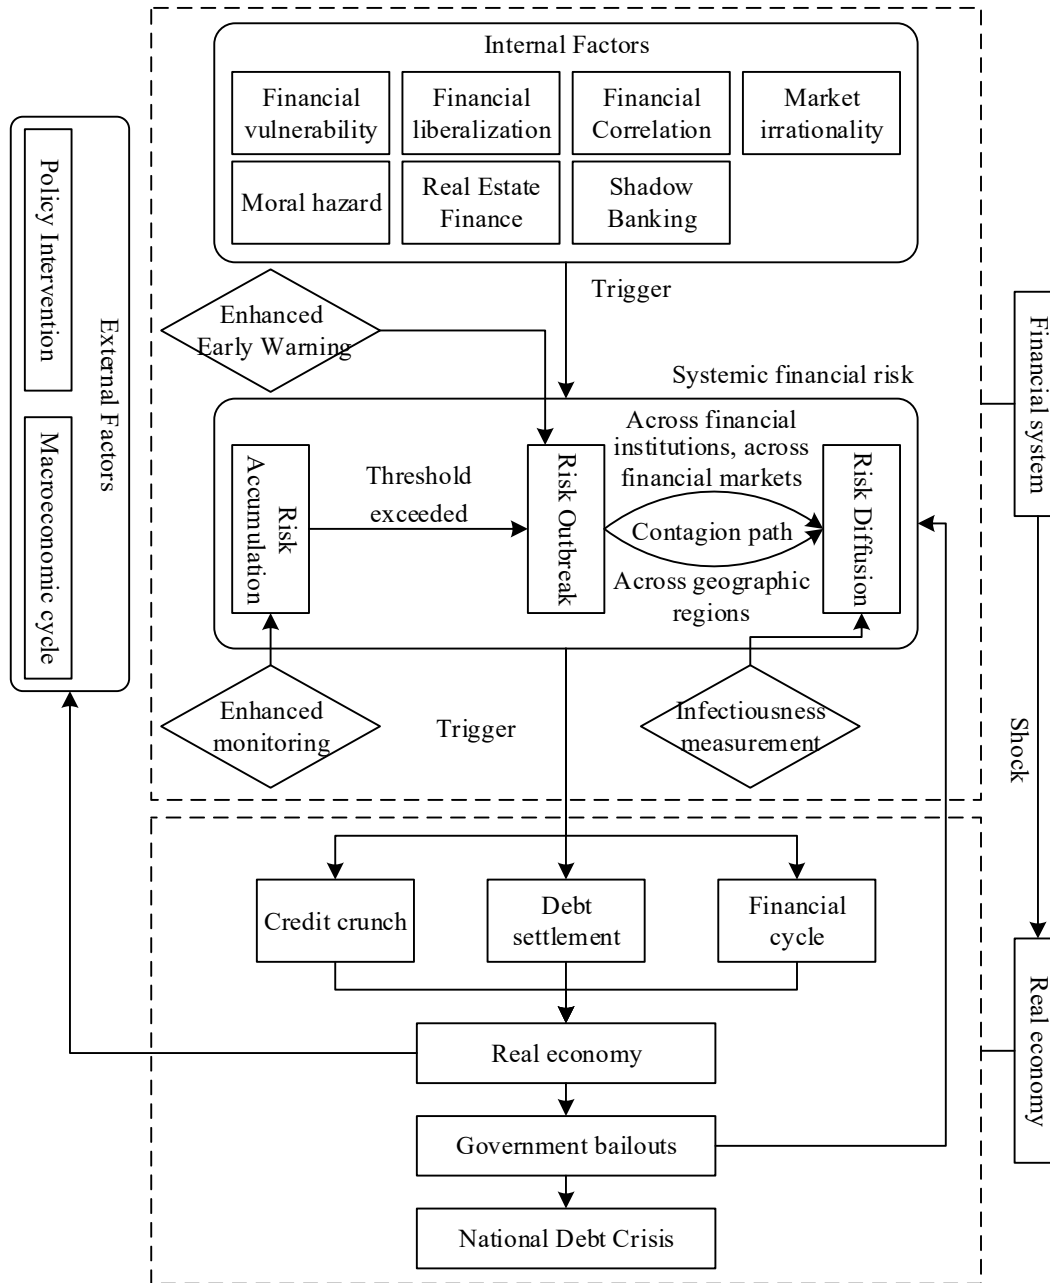 Internal Factors
Financial
vulnerability
Financial
liberalization
Financial
Correlation
Market
irrationality
Moral hazard
Real Estate
Finance
Shadow
Banking
Policy Intervention
Macroeconomic cycle
External Factors
Trigger
Enhanced
Early Warning
Systemic financial risk
Risk
Accumulation
Threshold
exceeded
Risk Outbreak
Across financial
institutions, across
financial markets
Contagion path
Across geographic
regions
Risk Diffusion
Enhanced
monitoring
Trigger
Infectiousness
measurement
Financial system
Shock
Real economy
Credit crunch
Debt
settlement
Financial
cycle
Real economy
Government bailouts
National Debt Crisis